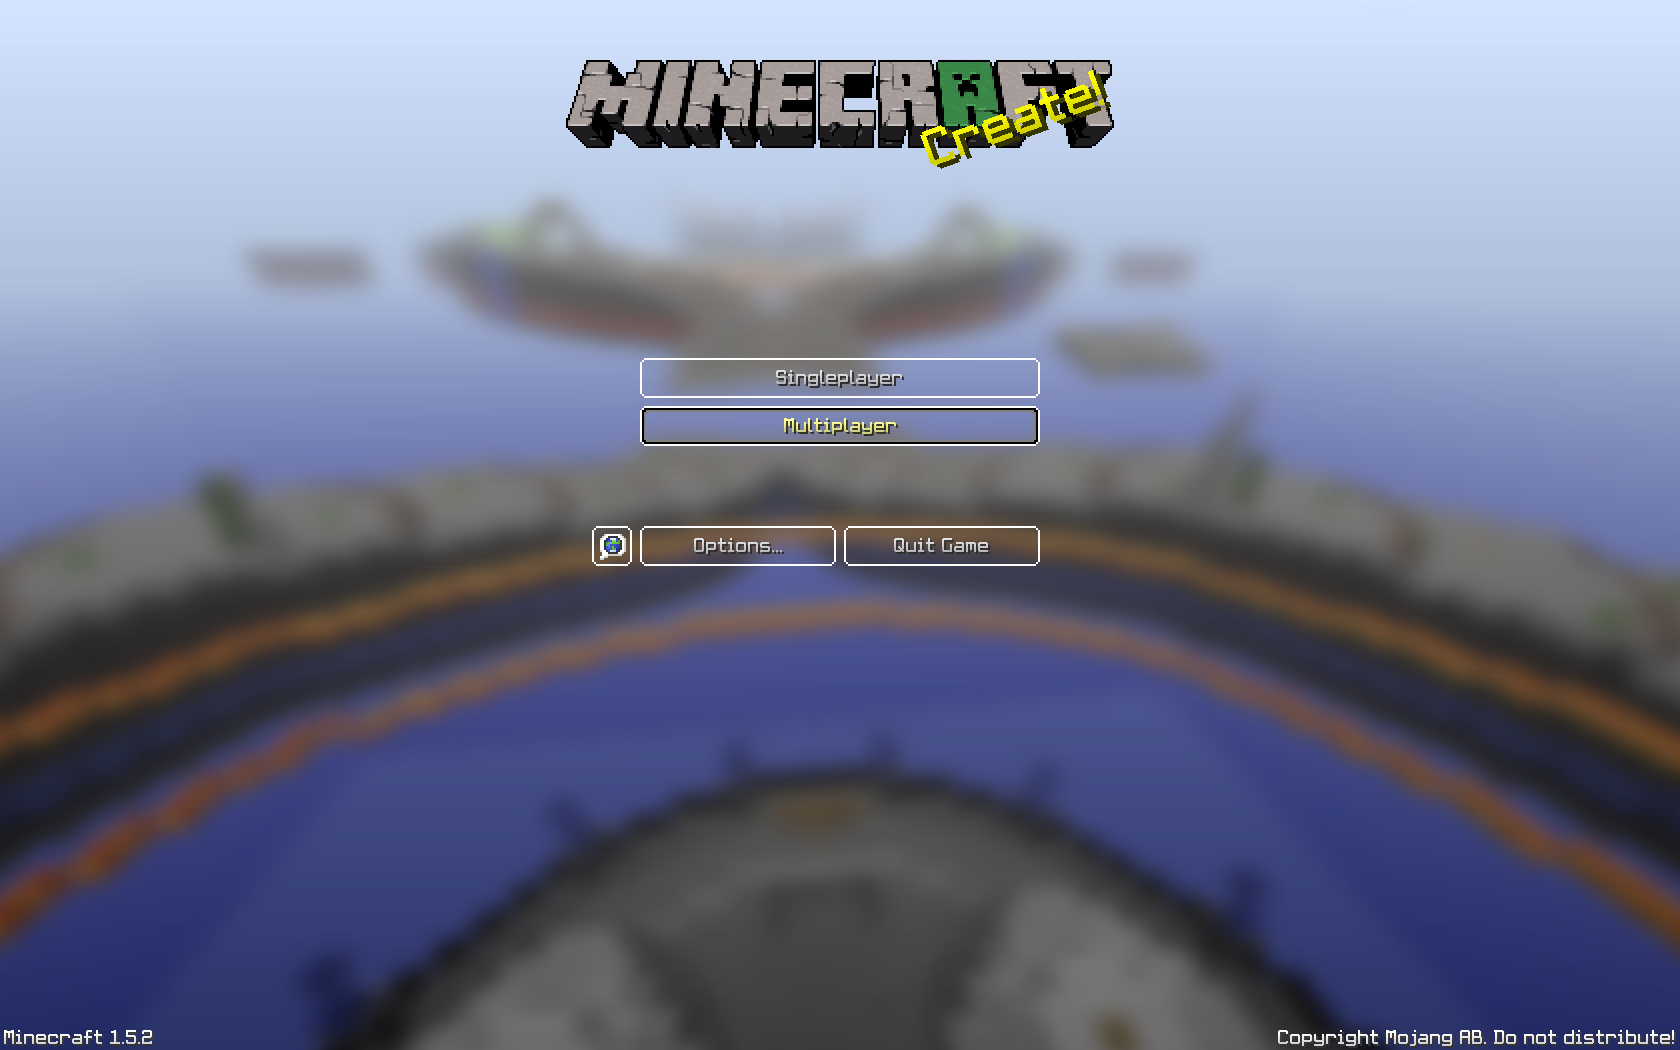 MINECRAFT
Create!
Singleplayer
Multiplayer
Options...
Quit Game
Minecraft 1.5.2
Copyright Mojang AB. Do not distribute!